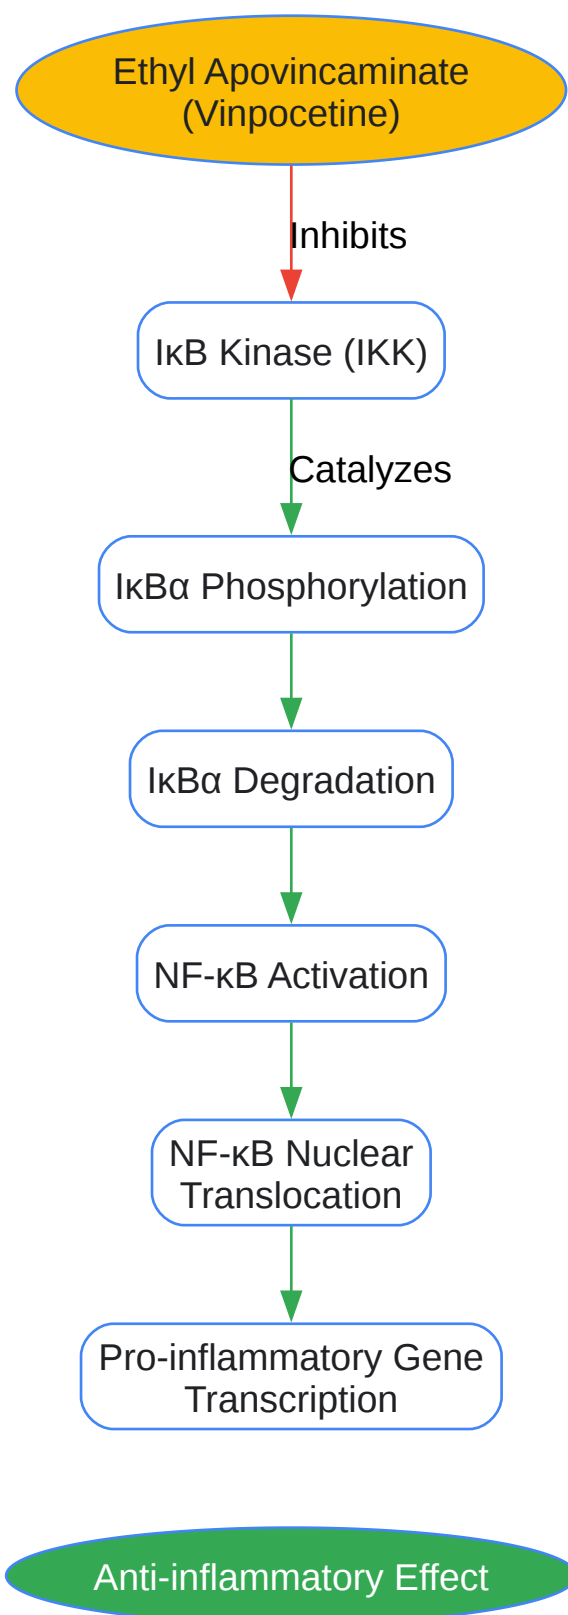 Ethyl Apovincaminate
(Vinpocetine)
Inhibits
IκB Kinase (IKK)
Catalyzes
IκBα Phosphorylation
IκBα Degradation
NF-κB Activation
NF-κB Nuclear
Translocation
Pro-inflammatory Gene
Transcription
Anti-inflammatory Effect